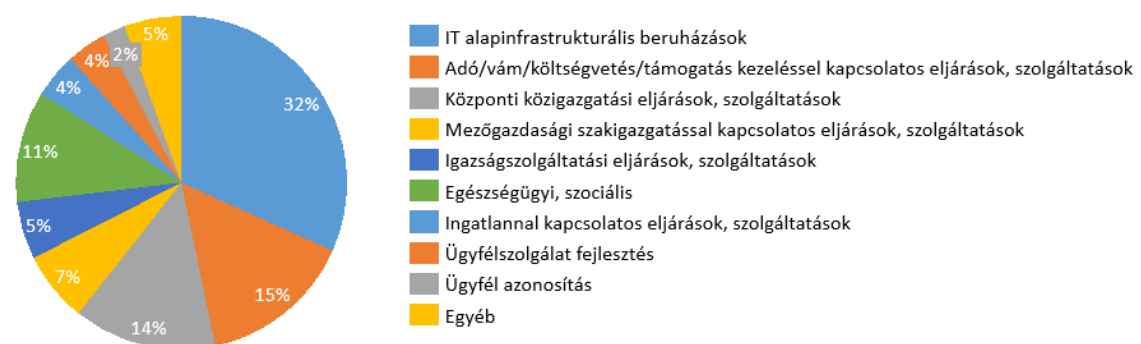 5%
2%
4%
4%
32%
11%
5%
7%
14%
15%
IT alapinfrastrukturális beruházások
Adó/vám/költségvetés/támogatás kezeléssel kapcsolatos eljárások, szolgáltatások
Központi közigazgatási eljárások, szolgáltatások
Mezőgazdasági szakigazgatással kapcsolatos eljárások, szolgáltatások
Igazságszolgáltatási eljárások, szolgáltatások
Egészségügyi, szociális
Ingatlannal kapcsolatos eljárások, szolgáltatások
Ügyfélszolgálat fejlesztés
Ügyfél azonosítás
Egyéb